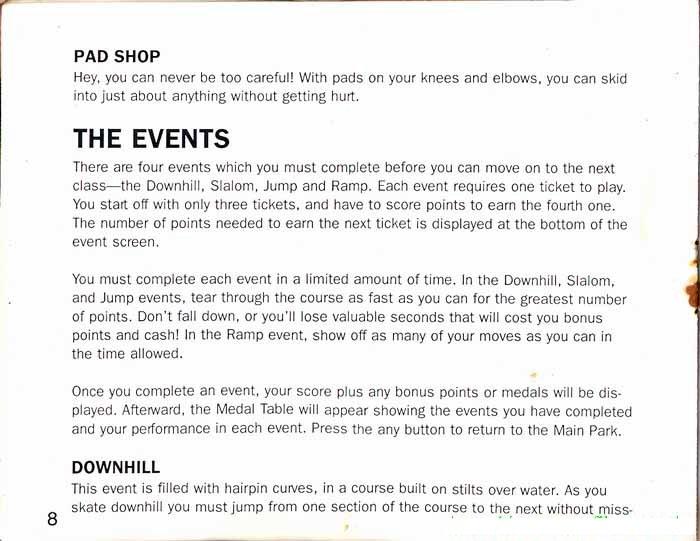 PAD SHOP
Hey, you can never be too careful! With pads on your knees and elbows, you can skid
into just about anything without getting hurt.
THE EVENTS
There are four events which you must complete before you can move on to the next
class—the Downhill, Slalom, Jump and Ramp. Each event requires one ticket to play.
You start off with only three tickets, and have to score points to earn the fourth one.
The number of points needed to earn the next ticket is displayed at the bottom of the
event screen.
You must complete each event in a limited amount of time. In the Downhill, Slalom,
and Jump events, tear through the course as fast as you can for the greatest number
of points. Don't fall down, or you'll lose valuable seconds that will cost you bonus
points and cash! In the Ramp event, show off as many of your moves as you can in
the time allowed.
Once you complete an event, your score plus any bonus points or medals will be dis-
played. Afterward, the Medal Table will appear showing the events you have completed
and your performance in each event. Press the any button to return to the Main Park.
DOWNHILL
This event is filled with hairpin curves, in a course built on stilts over water. As you
skate downhill you must jump from one section of the course to the next without miss-
8